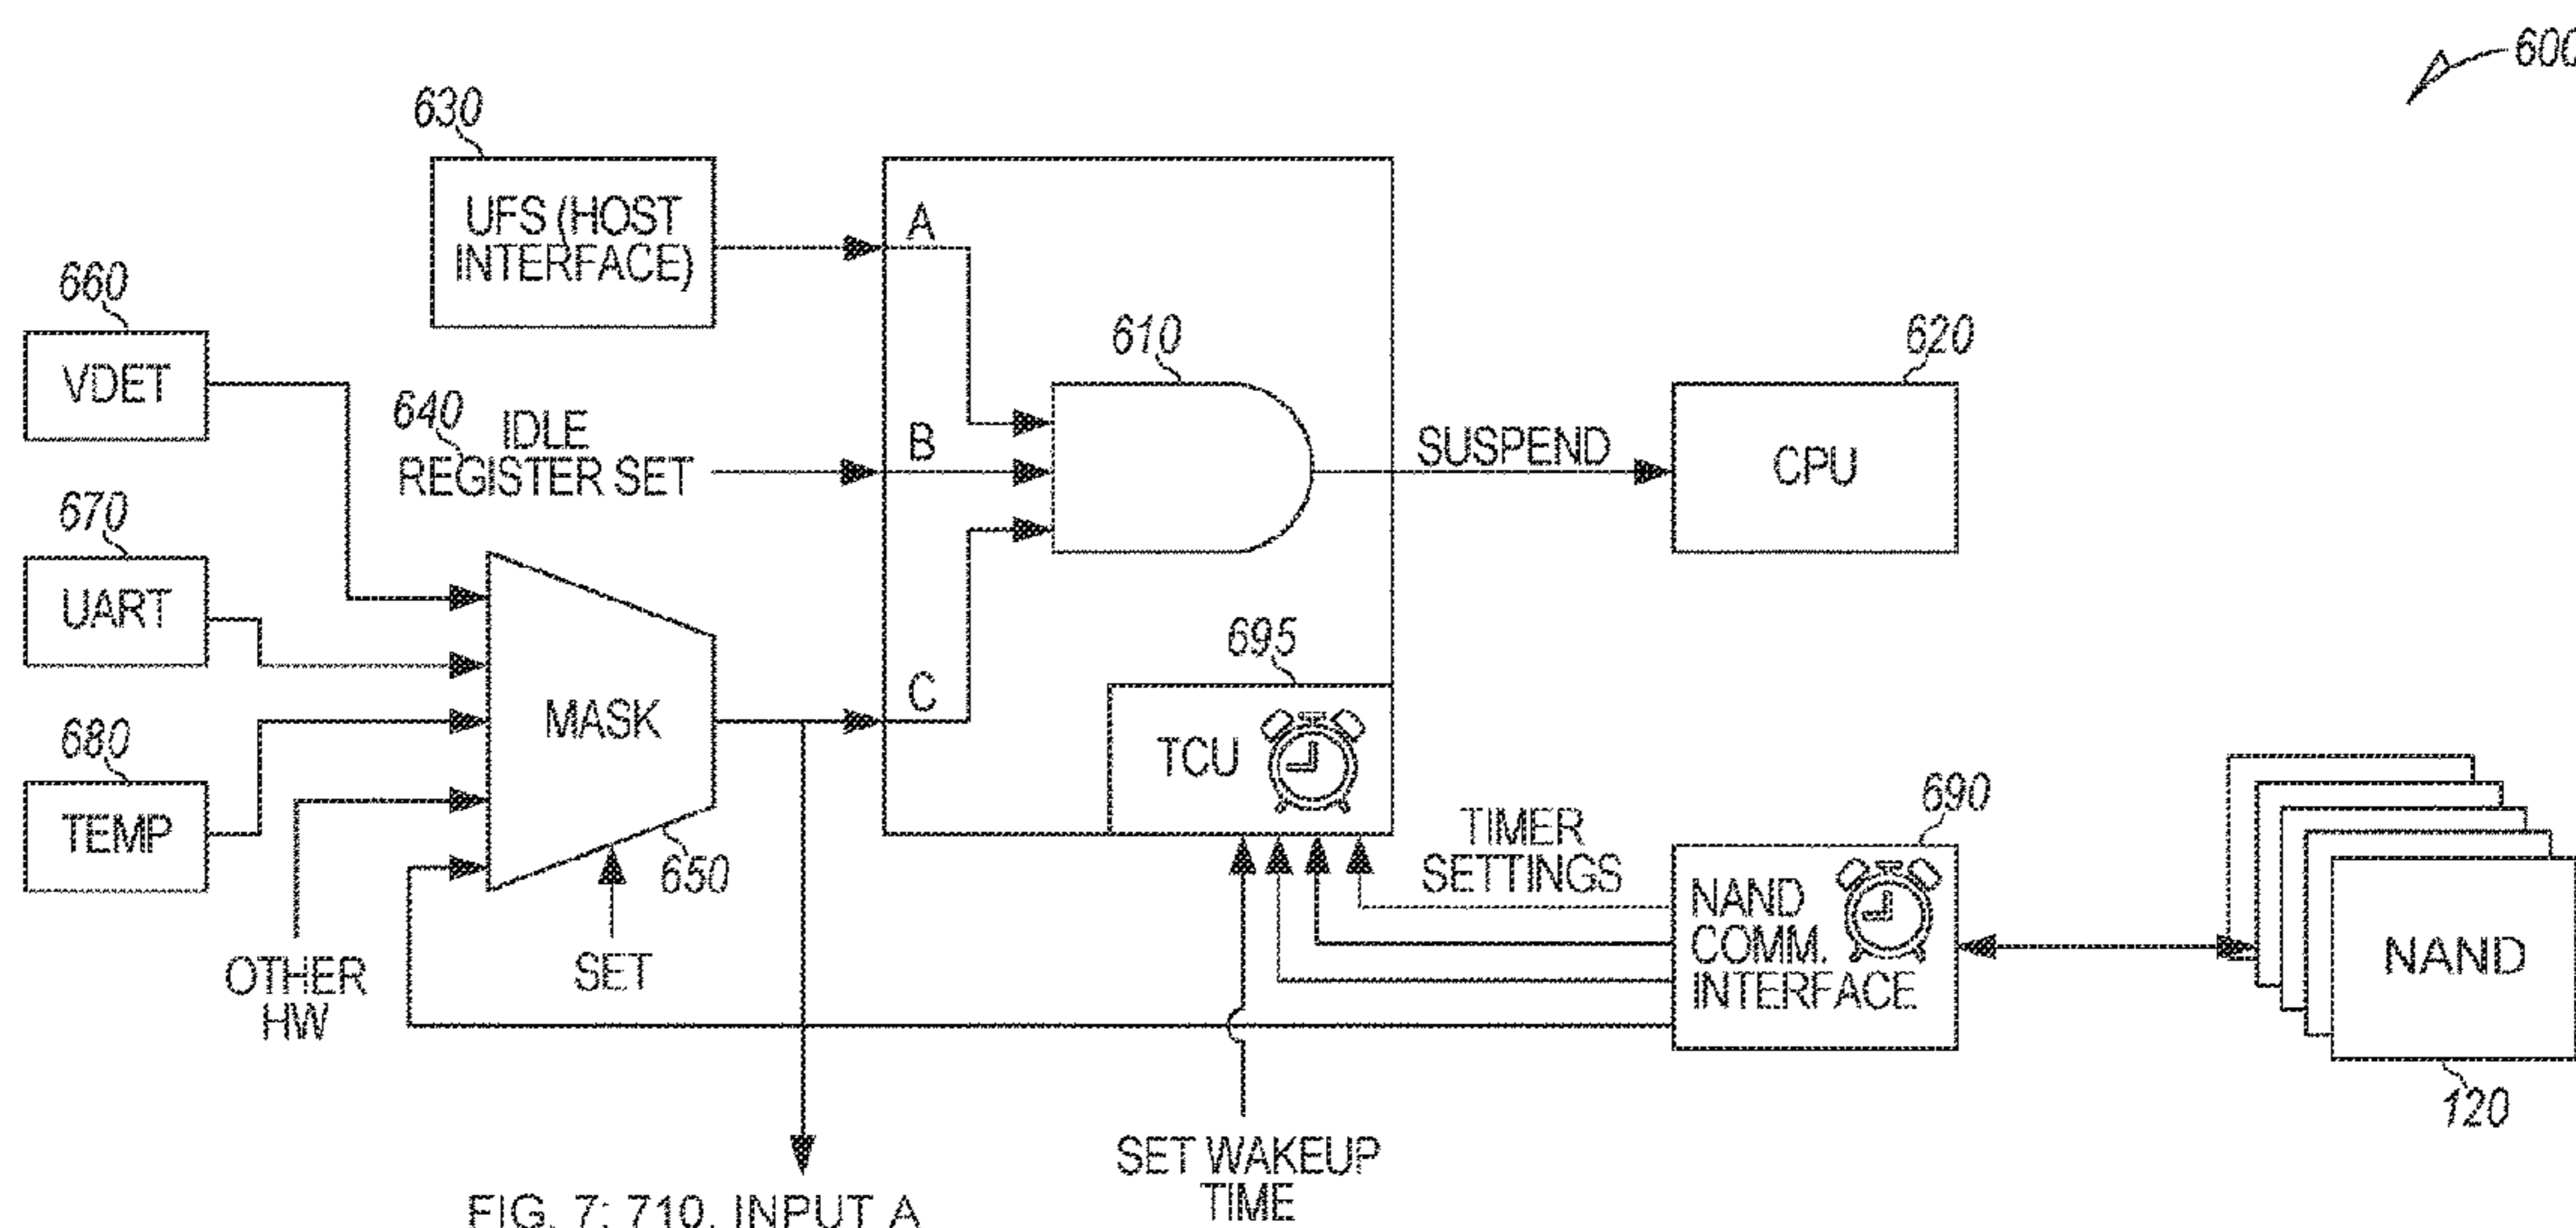 600
630
UFS (HOST
INTERFACE)
A
660
VDET
610
620
640
IDLE
REGISTER SET
B
SUSPEND
CPU
670
UART
695
C
MASK
TCU
680
TEMP
650
TIMER
SETTINGS
690
NAND
COMM.
INTERFACE
NAND
OTHER
HW
SET
120
SET WAKEUP
TIME
FIG. 7: 710, INPUT A